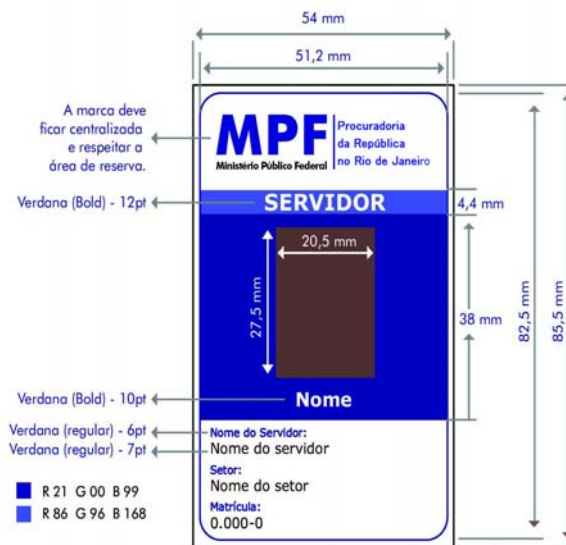 54 mm
51,2 mm
A marca deve
ficar centralizada
e respeitar a
área de reserva.
MPF
Ministério Público Federal
Procuradoria
da República
no Rio de Janeiro
Verdana (Bold) - 12pt
SERVIDOR
4,4 mm
20,5 mm
27,5 mm
38 mm
82,5 mm
85,5 mm
Verdana (Bold) - 10pt
Nome
Verdana (regular) - 6pt
Nome do Servidor:
Verdana (regular) - 7pt
Nome do servidor
Setor:
Nome do setor
Matrícula:
0.000-0
R 21 G 00 B 99
R 86 G 96 B 168